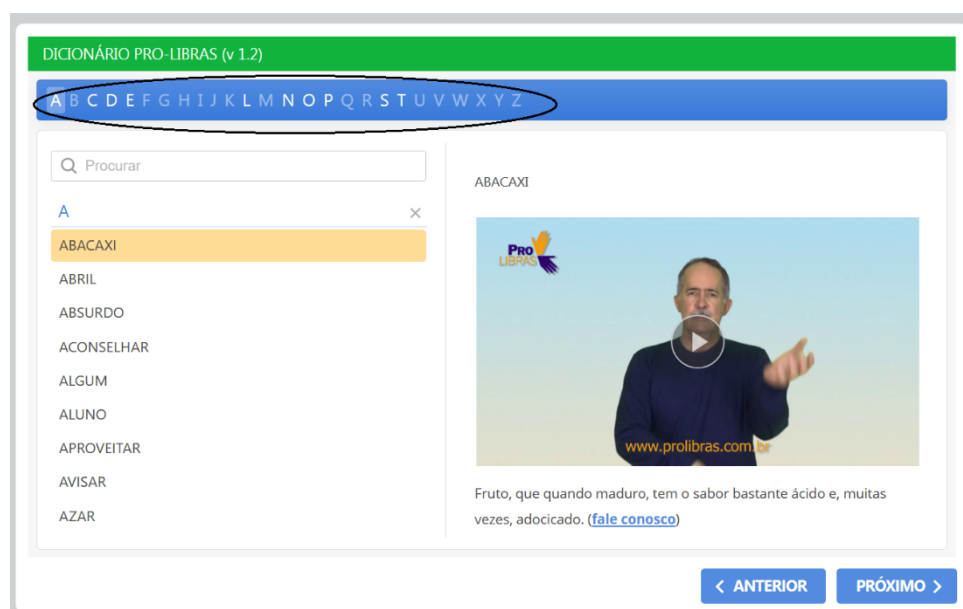 DICIONÁRIO PRO-LIBRAS (v 1.2)
A B C D E F G H I J K L M N O P Q R S T U V W X Y Z
Procurar
A
ABACAXI
ABRIL
ABSURDO
ACONSELHAR
ALGUM
ALUNO
APROVEITAR
AVISAR
AZAR
ABACAXI
PRO
LIBRAS
www.prolibras.com.br
Fruto, que quando maduro, tem o sabor bastante ácido e, muitas
vezes, adocicado. (fale conosco)
< ANTERIOR
PRÓXIMO >